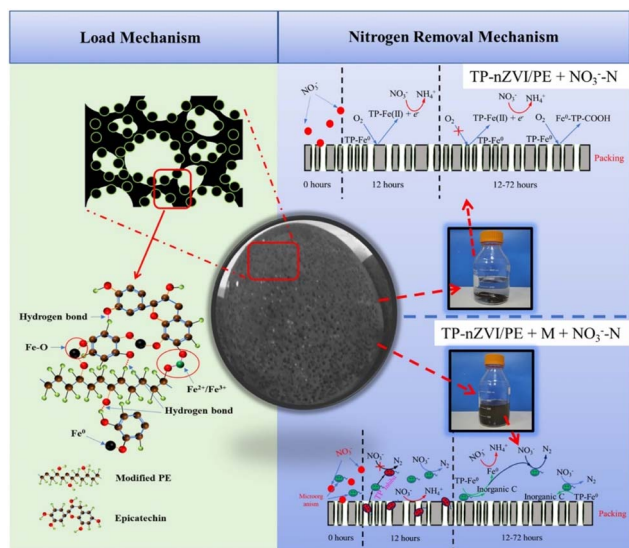 Load Mechanism
Nitrogen Removal Mechanism
TP-nZVI/PE + NO₃⁻-N
NO₃⁻
O₂
TP-Fe(II) + e⁻
NO₃⁻
NH₄⁺
TP-Fe⁰
O₂
TP-Fe(II) + e⁻
NO₃⁻
NH₄⁺
TP-Fe⁰
O₂
Fe⁰-TP-COOH
TP-Fe⁰
Packing
0 hours
12 hours
12-72 hours
Hydrogen bond
Fe-O
Fe²⁺/Fe³⁺
Hydrogen bond
Fe⁰
Modified PE
Epicatechin
TP-nZVI/PE + M + NO₃⁻-N
NO₃⁻
Microorg
anism
NO₃⁻
N₂
NO₃⁻
N₂
NO₃⁻
NH₄⁺
NO₃⁻
NH₄⁺
Fe⁰
TP-Fe⁰
Inorganic C
NO₃⁻
N₂
Inorganic C
NO₃⁻
N₂
TP-Fe⁰
Packing
0 hours
12 hours
12-72 hours